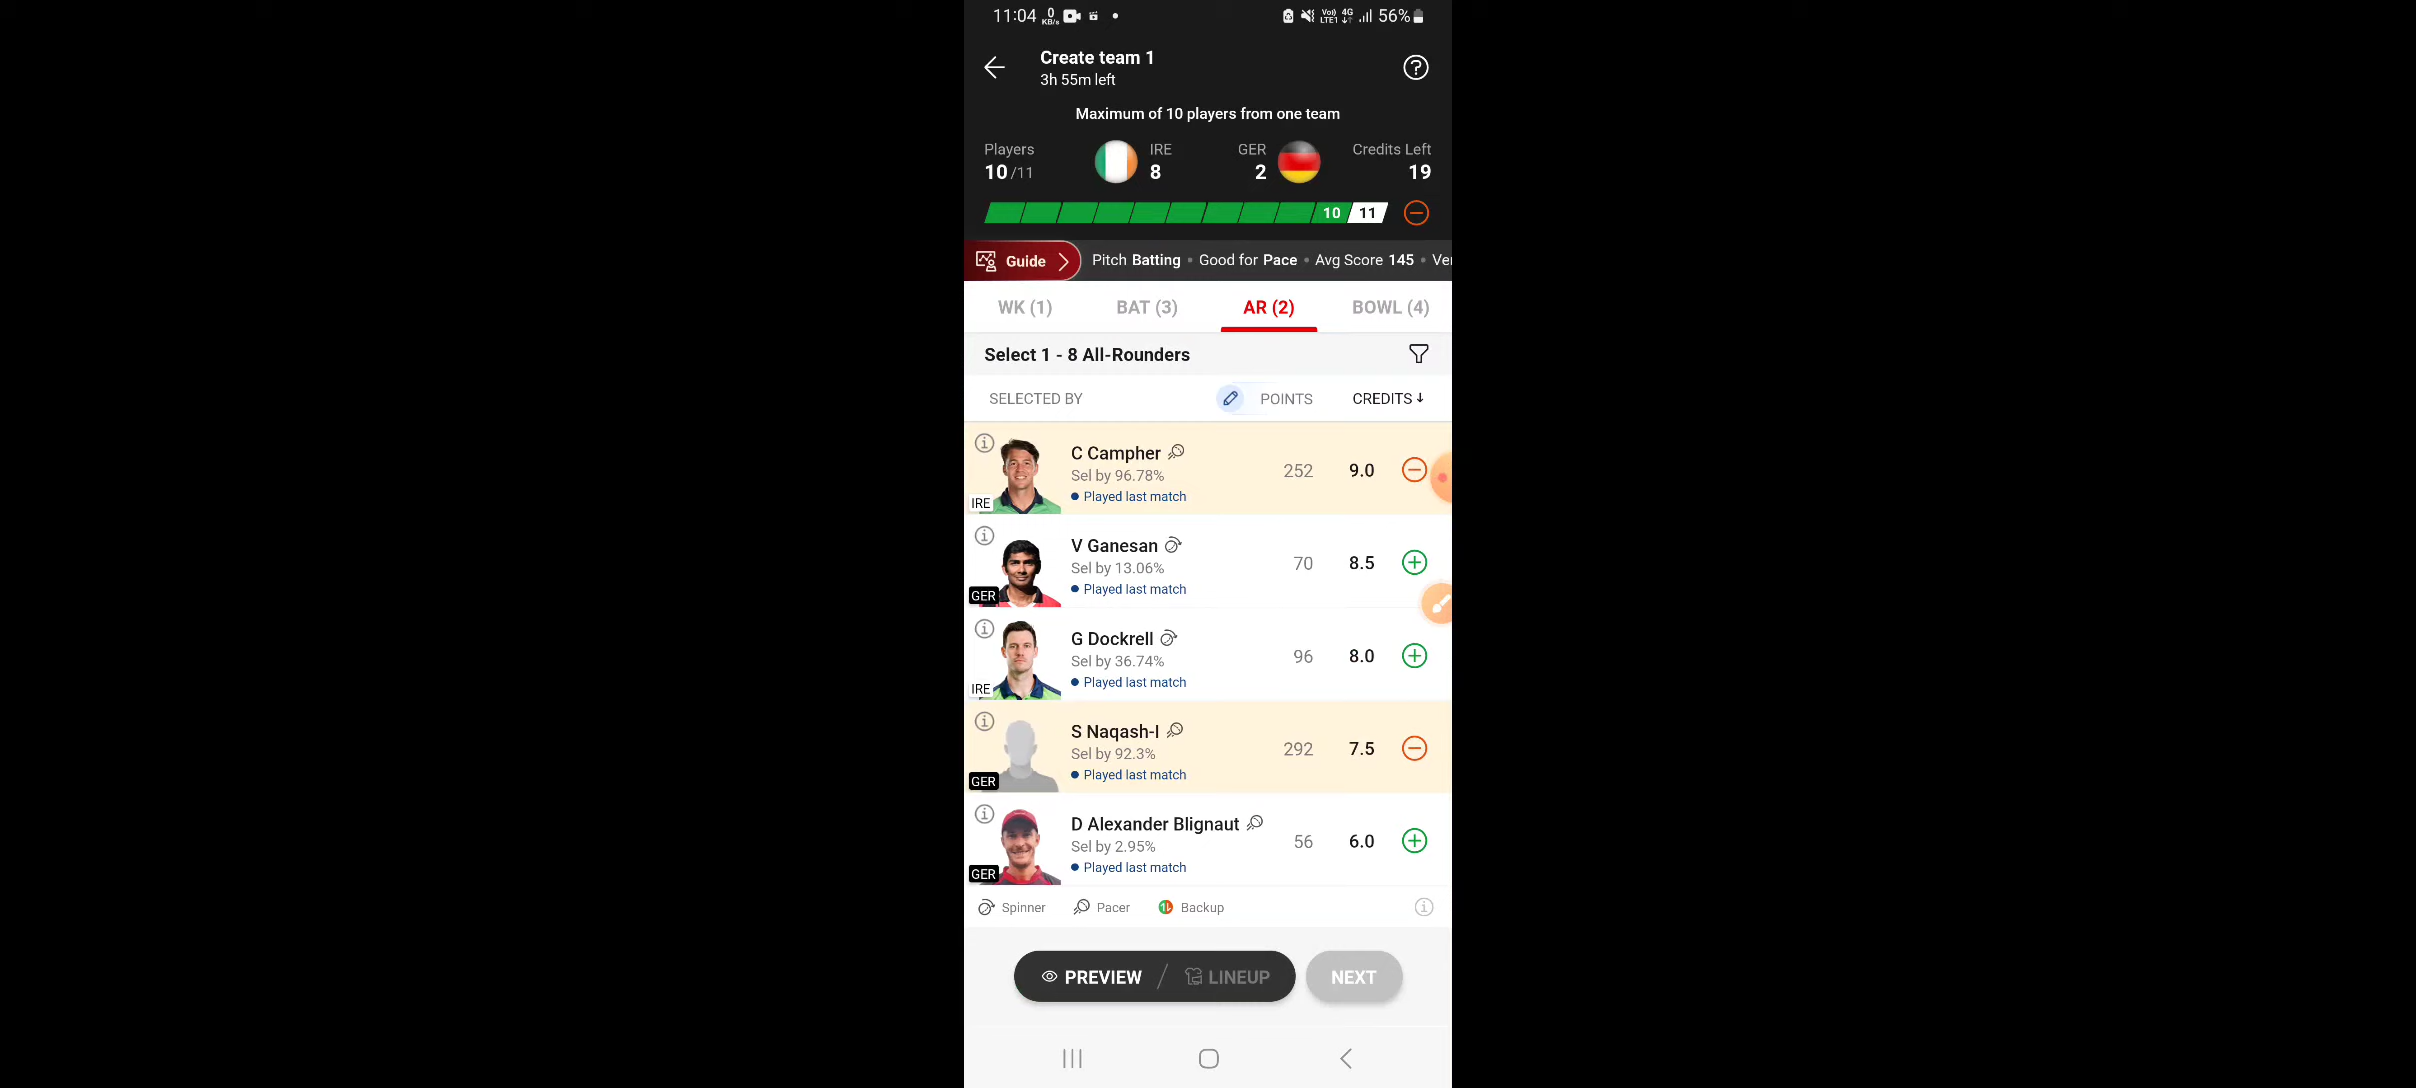 11:04 0 KB/s Vo) LTE1 4G 56%
Create team 1
3h 55m left
Maximum of 10 players from one team
Players IRE GER Credits Left
10/11 8 2 19
10 11
Guide Pitch Batting • Good for Pace • Avg Score 145 •
WK (1) BAT (3) AR (2) BOWL (4)
Select 1 - 8 All-Rounders
SELECTED BY POINTS CREDITS↓
C Campher
Sel by 96.78% 252 9.0
Played last match
IRE
V Ganesan
Sel by 13.06% 70 8.5
Played last match
GER
G Dockrell
Sel by 36.74% 96 8.0
Played last match
IRE
S Naqash-I
Sel by 92.3% 292 7.5
Played last match
GER
D Alexander Blignaut
Sel by 2.95% 56 6.0
Played last match
GER
Spinner Pacer Backup
PREVIEW / LINEUP NEXT